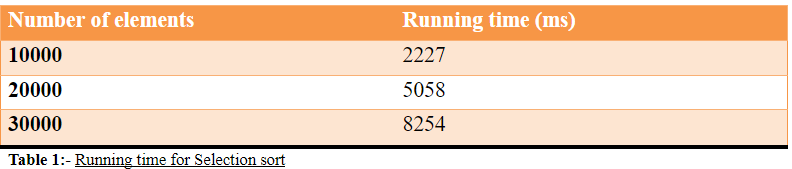 Number of elements Running time (ms)
10000 2227
20000 5058
30000 8254
Table 1:- Running time for Selection sort